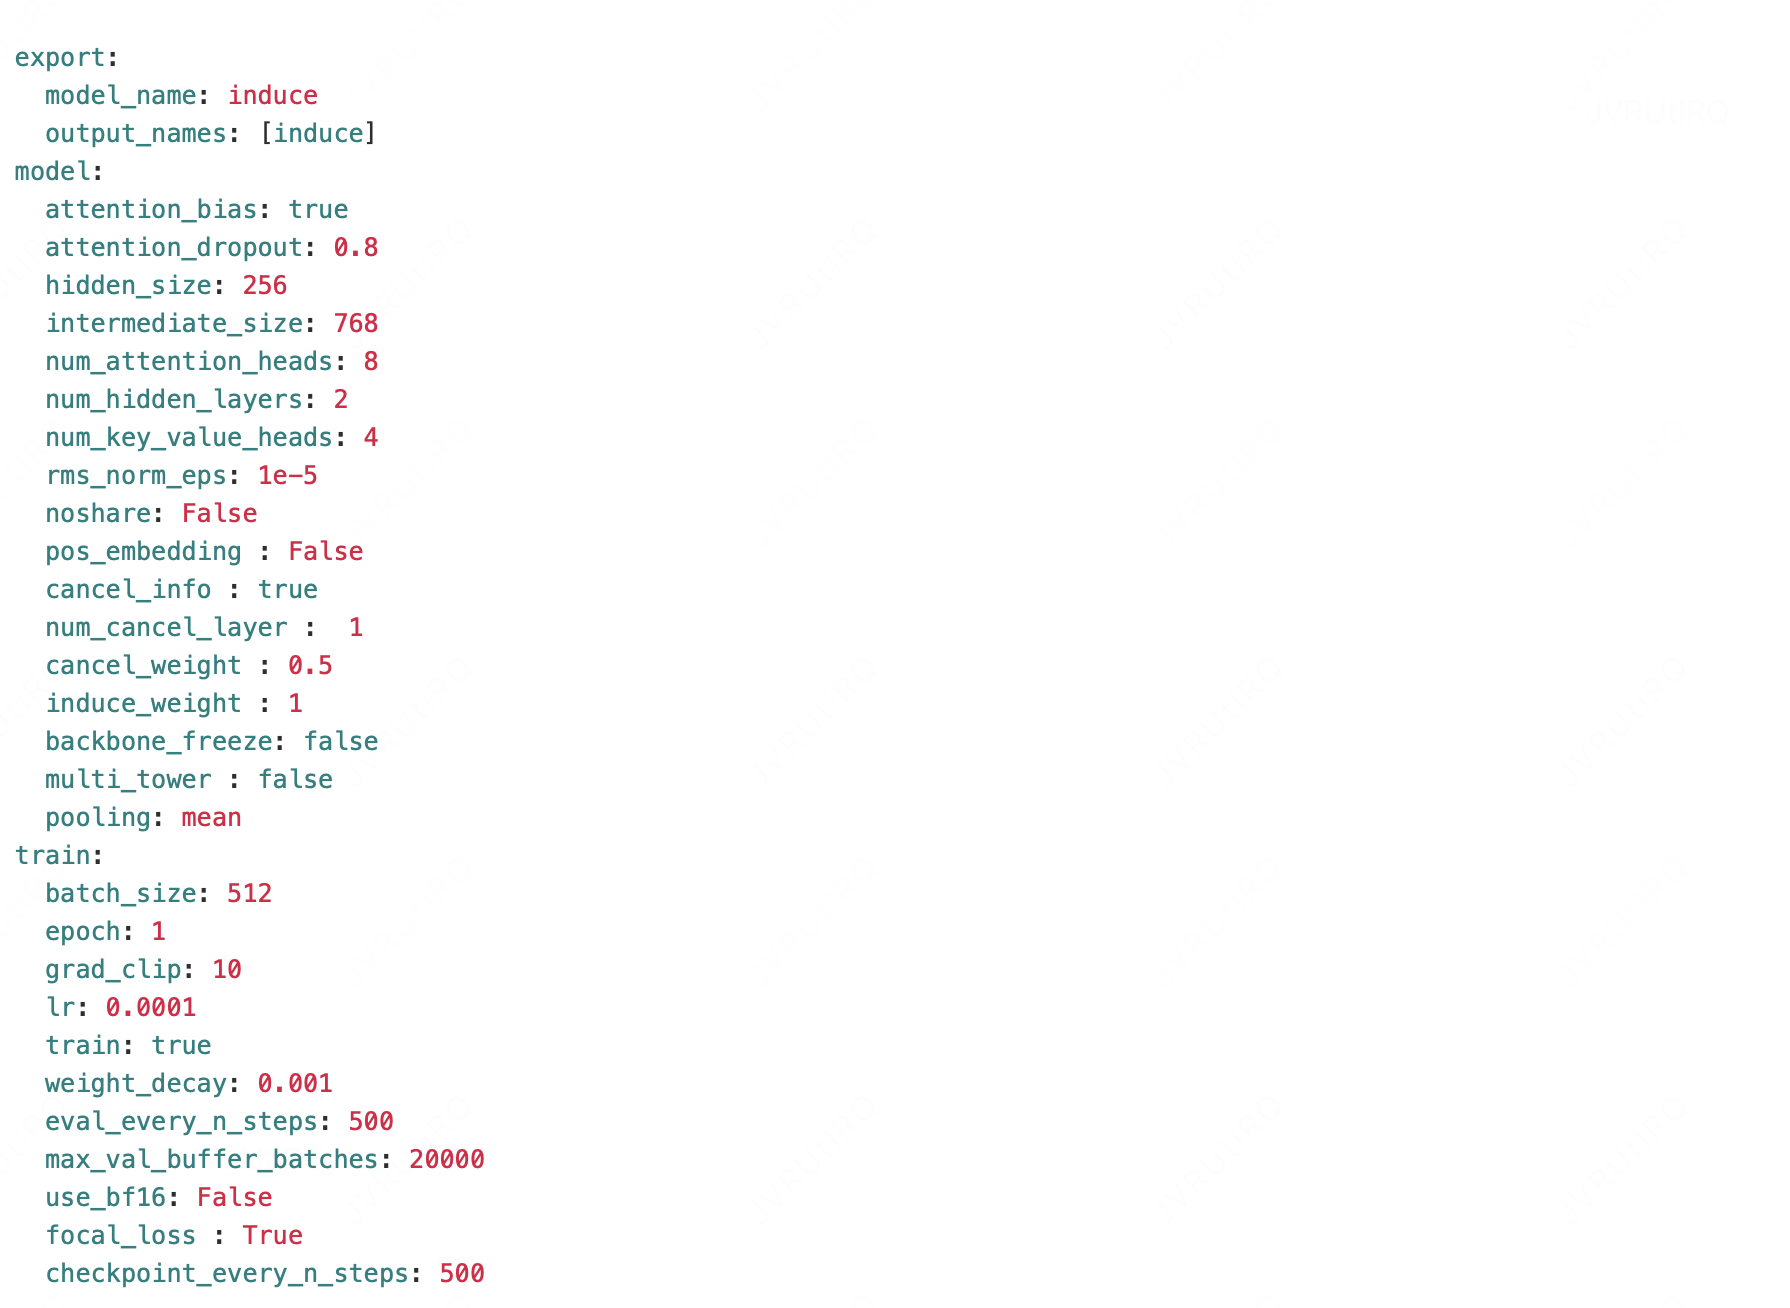 export:
  model_name: induce
  output_names: [induce]
model:
  attention_bias: true
  attention_dropout: 0.8
  hidden_size: 256
  intermediate_size: 768
  num_attention_heads: 8
  num_hidden_layers: 2
  num_key_value_heads: 4
  rms_norm_eps: 1e-5
  noshare: False
  pos_embedding : False
  cancel_info : true
  num_cancel_layer :  1
  cancel_weight : 0.5
  induce_weight : 1
  backbone_freeze: false
  multi_tower : false
  pooling: mean
train:
  batch_size: 512
  epoch: 1
  grad_clip: 10
  lr: 0.0001
  train: true
  weight_decay: 0.001
  eval_every_n_steps: 500
  max_val_buffer_batches: 20000
  use_bf16: False
  focal_loss : True
  checkpoint_every_n_steps: 500